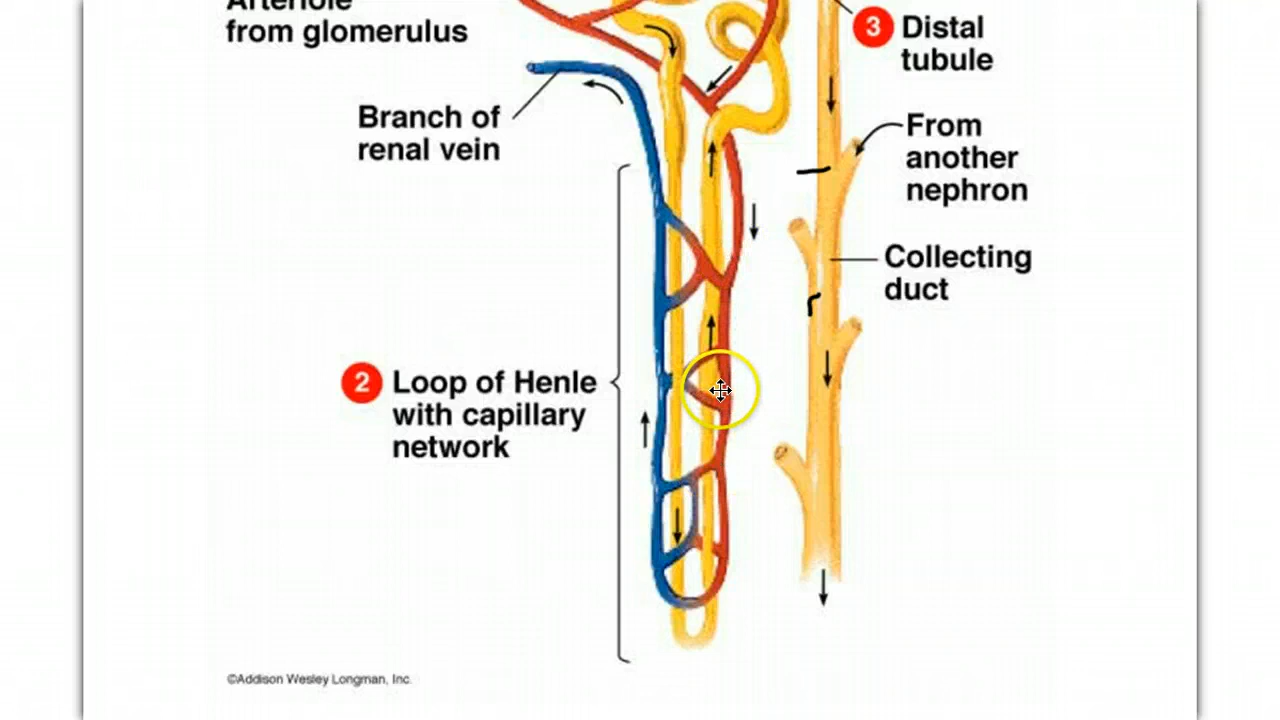 Arteriole
from glomerulus
3 Distal
tubule
Branch of
renal vein
From
another
nephron
Collecting
duct
2 Loop of Henle
with capillary
network
©Addison Wesley Longman, Inc.